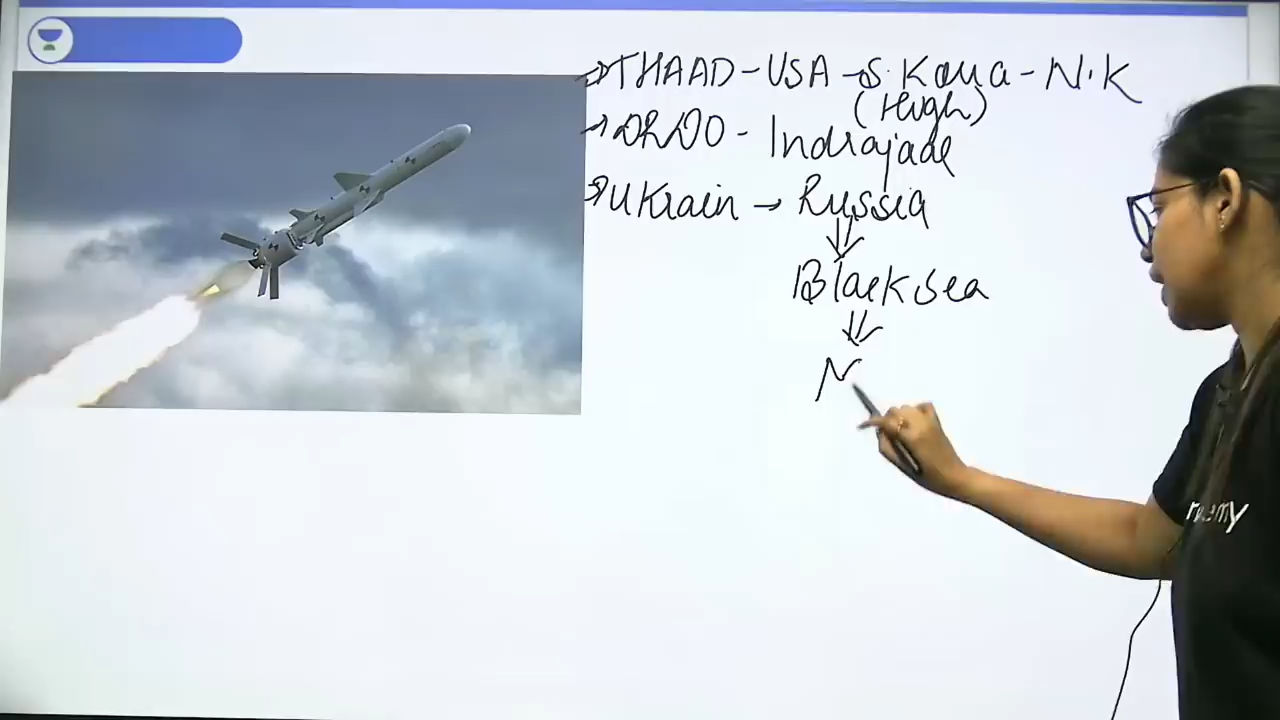 →THAAD-USA→S.Korea-N.K
(High)
→DRDO - Indrajaal
→Ukrain → Russia
Black sea
N